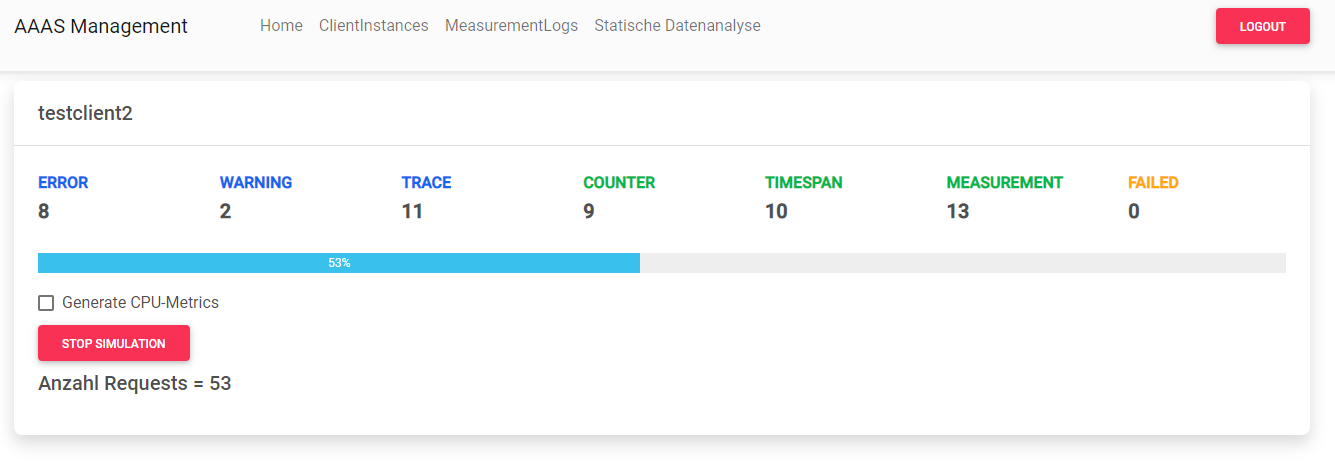 AAAS Management Home ClientInstances MeasurementLogs Statische Datenanalyse LOGOUT
testclient2
ERROR WARNING TRACE COUNTER TIMESPAN MEASUREMENT FAILED
8 2 11 9 10 13 0
53%
Generate CPU-Metrics
STOP SIMULATION
Anzahl Requests = 53